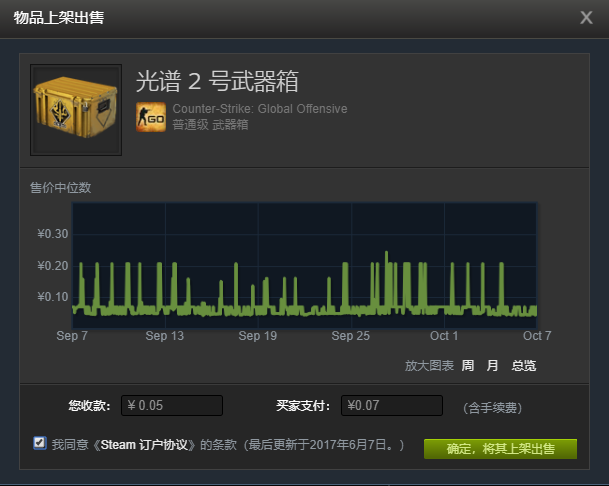 物品上架出售
光谱 2 号武器箱
GO
Counter-Strike: Global Offensive
普通级 武器箱
售价中位数
¥0.30
¥0.20
¥0.10
Sep 7 Sep 13 Sep 19 Sep 25 Oct 1 Oct 7
放大图表 周 月 总览
您收款: ¥ 0.05 买家支付: ¥0.07 (含手续费)
我同意《Steam 订户协议》的条款（最后更新于2017年6月7日。）
确定，将其上架出售